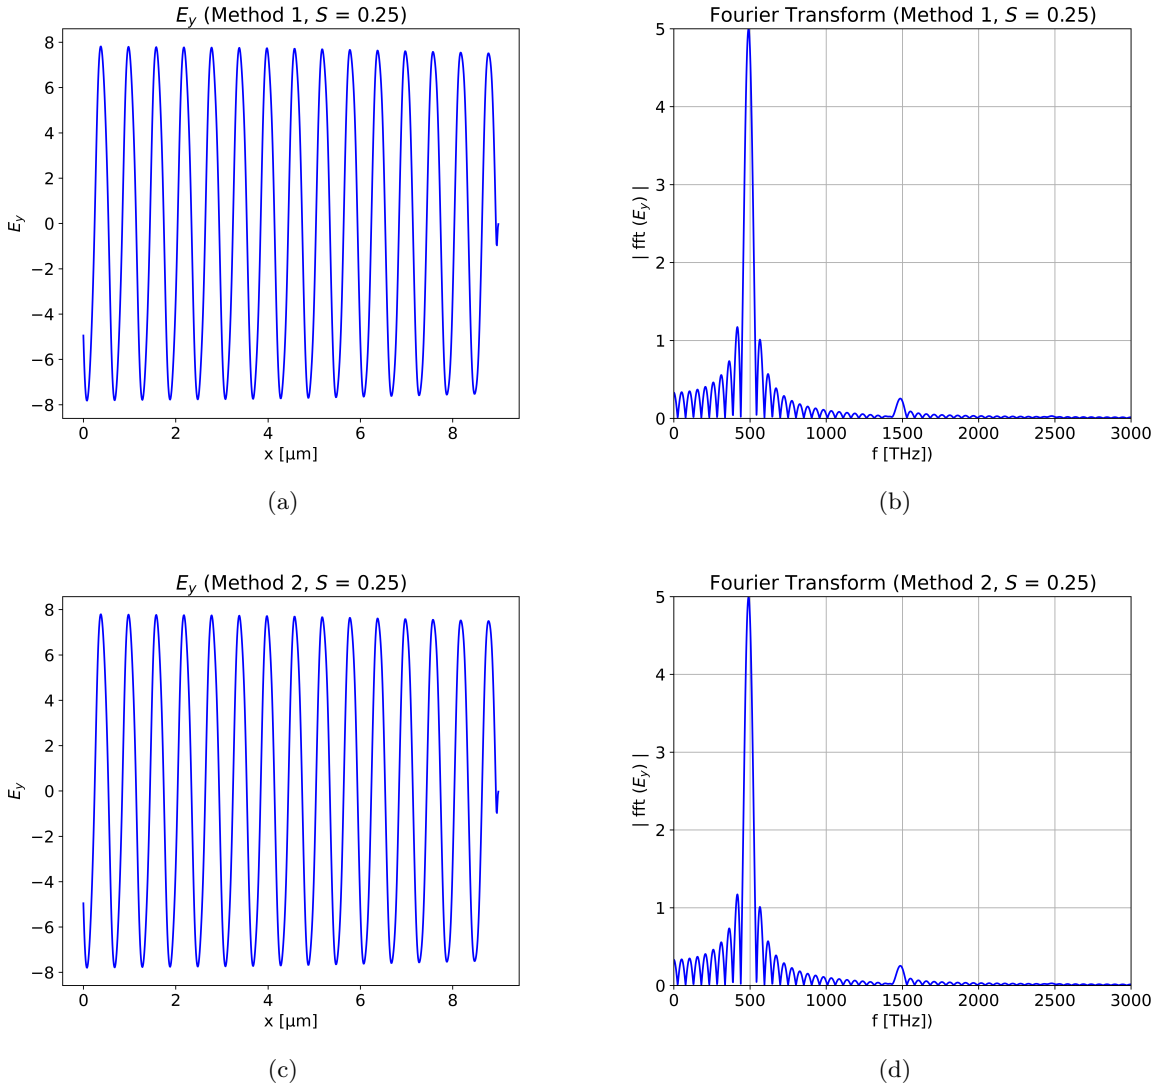 E_y (Method 1, S = 0.25)
8
6
4
2
0
−2
−4
−6
−8
E_y
0 2 4 6 8
x [µm]
(a)
Fourier Transform (Method 1, S = 0.25)
5
4
3
2
1
0
| fft (E_y) |
0 500 1000 1500 2000 2500 3000
f [THz])
(b)
E_y (Method 2, S = 0.25)
8
6
4
2
0
−2
−4
−6
−8
E_y
0 2 4 6 8
x [µm]
(c)
Fourier Transform (Method 2, S = 0.25)
5
4
3
2
1
0
| fft (E_y) |
0 500 1000 1500 2000 2500 3000
f [THz])
(d)